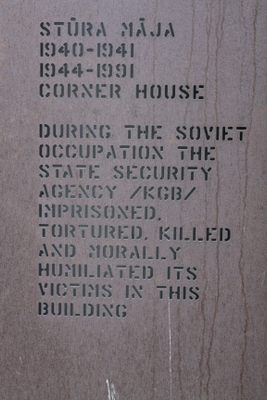 STŪRA MĀJA
1940-1941
1944-1991
CORNER HOUSE
DURING THE SOVIET
OCCUPATION THE
STATE SECURITY
AGENCY /KGB/
IMPRISONED,
TORTURED, KILLED
AND MORALLY
HUMILIATED ITS
VICTIMS IN THIS
BUILDING